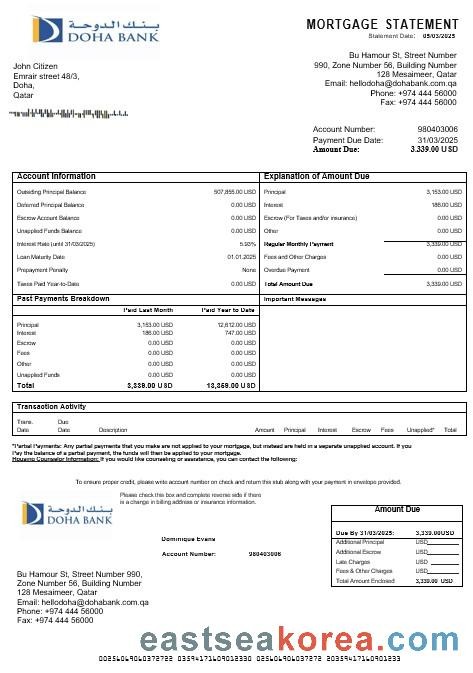 بنك الدوحة
DOHA BANK
MORTGAGE STATEMENT
Statement Date: 05/03/2025
John Citizen
Emrair street 48/3,
Doha,
Qatar
Bu Hamour St, Street Number
990, Zone Number 56, Building Number
128 Mesaimeer, Qatar
Email: hellodoha@dohabank.com.qa
Phone: +974 444 56000
Fax: +974 444 56000
Account Number: 980403006
Payment Due Date: 31/03/2025
Amount Due: 3.339.00 USD
Account Information
Outsiding Principal Balance 507,855.00 USD
Deferred Principal Balance 0.00 USD
Escrow Account Balance 0.00 USD
Unapplied Funds Balance 0.00 USD
Interest Rate (until 31/03/2025) 5.93%
Loan Maturity Date 01.01.2025
Prepayment Penalty None
Taxes Paid Year-to-Date 0.00 USD
Explanation of Amount Due
Principal 3,153.00 USD
Interest 186.00 USD
Escrow (For Taxes and/or insurance) 0.00 USD
Other 0.00 USD
Regular Monthly Payment 3,339.00 USD
Fees and Other Charges 0.00 USD
Overdue Payment 0.00 USD
Total Amount Due 3,339.00 USD
Past Payments Breakdown
Paid Last Month Paid Year to Date
Principal 3,153.00 USD 12,612.00 USD
Interest 186.00 USD 747.00 USD
Escrow 0.00 USD 0.00 USD
Fees 0.00 USD 0.00 USD
Other 0.00 USD 0.00 USD
Unapplied Funds 0.00 USD 0.00 USD
Total 3,339.00 USD 13,359.00 USD
Important Messages
Transaction Activity
Trans. Due
Date Date Description Amount Principal Interest Escrow Fees Unapplied* Total
*Partial Payments: Any partial payments that you make are not applied to your mortgage, but instead are held in a separate unapplied account. If you
Pay the balance of a partial payment, the funds will then be applied to your mortgage.
Housing Counselor Information: If you would like counseling or assistance, you can contact the following:
To ensure proper credit, please write account number on check and return this stub along with your payment in envelope provided.
Please check this box and complete reverse side if there
is a change in billing addréss or insurance information.
بنك الدوحة
DOHA BANK
Dominique Evans
Account Number: 980403006
Amount Due
Due By 31/03/2025: 3,339.00USD
Additional Principal USD
Additional Escrow USD
Late Charges USD
Fees & Other Charges USD
Total Amount Enclosed 3,339.00 USD
Bu Hamour St, Street Number 990,
Zone Number 56, Building Number
128 Mesaimeer, Qatar
Email: hellodoha@dohabank.com.qa
Phone: +974 444 56000
Fax: +974 444 56000
eastseakorea.com